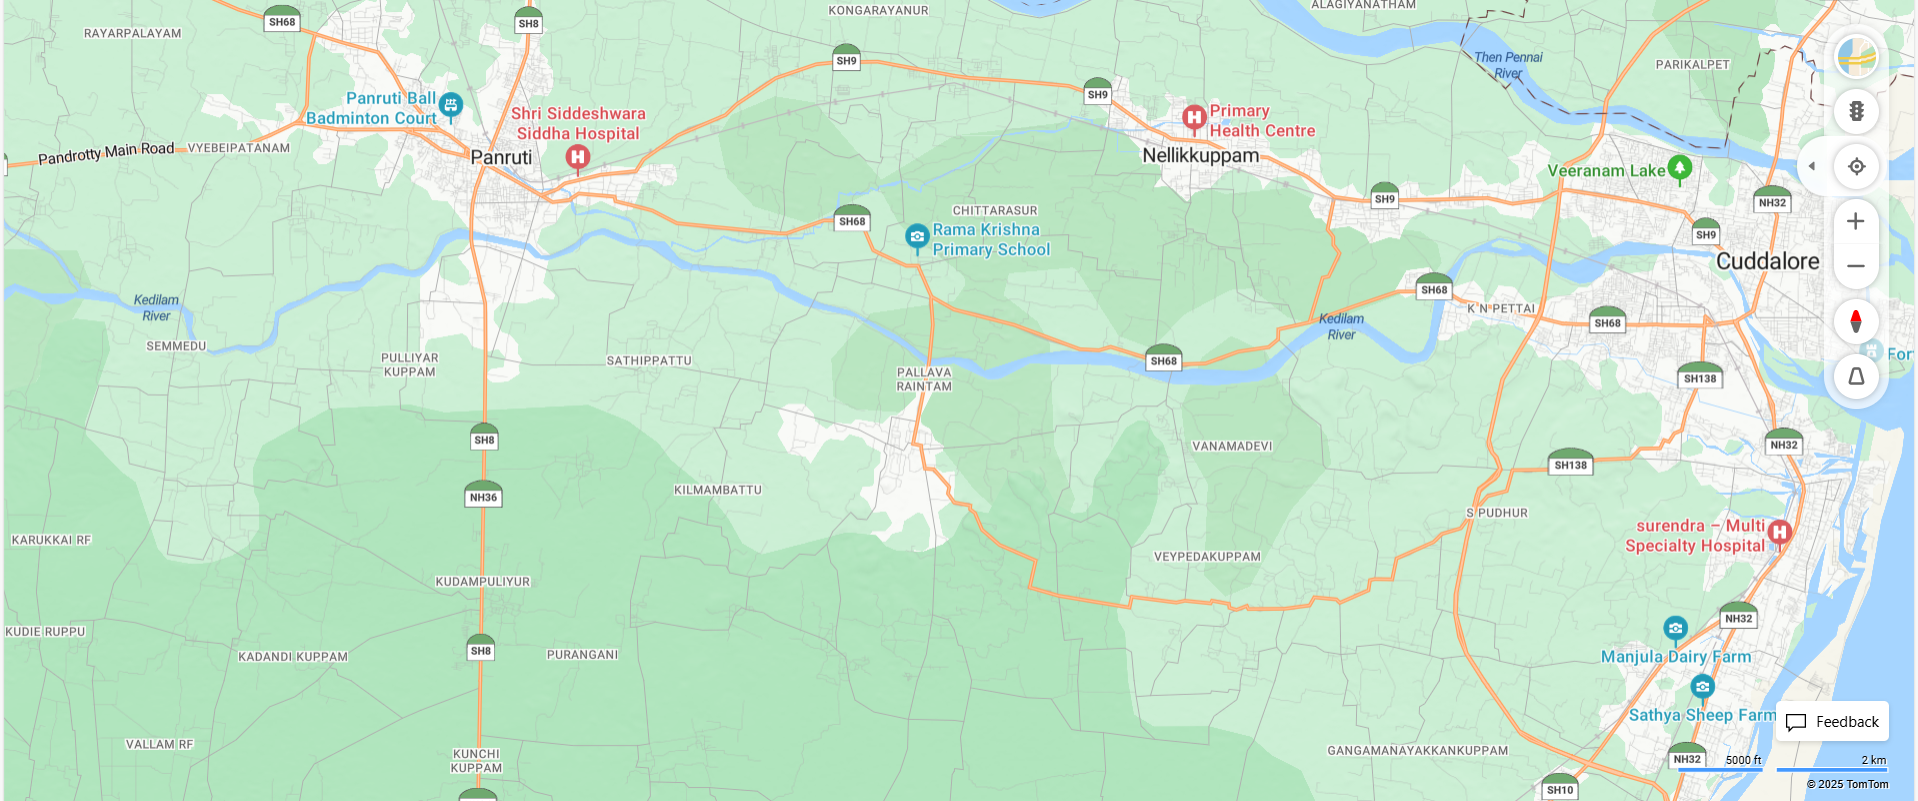 KONGARAYANUR
ALAGIYANATHAM
SH68
SH8
RAYARPALAYAM
SH9
Then Pennai
River
PARIKALPET
SH9
Panruti Ball
Badminton Court
Shri Siddeshwara
Siddha Hospital
Primary
Health Centre
Pandrotty Main Road
VYEBEIPATANAM
Panruti
Nellikkuppam
Veeranam Lake
SH9
NH32
SH68
CHITTARASUR
Rama Krishna
Primary School
SH9
Cuddalore
Kedilam
River
SH68
K N PETTAI
SH68
Kedilam
River
SEMMEDU
PULLIYAR
KUPPAM
SATHIPPATTU
SH68
For
PALLAVA
RAINTAM
SH138
SH8
VANAMADEVI
NH32
SH138
NH36
KILMAMBATTU
S PUDHUR
KARUKKAI RF
surendra – Multi
Specialty Hospital
VEYPEDAKUPPAM
KUDAMPULIYUR
NH32
KUDIE RUPPU
SH8
KADANDI KUPPAM
PURANGANI
Manjula Dairy Farm
Sathya Sheep Farm
Feedback
VALLAM RF
KUNCHI
KUPPAM
GANGAMANAYAKKANKUPPAM
NH32
5000 ft
2 km
SH10
© 2025 TomTom